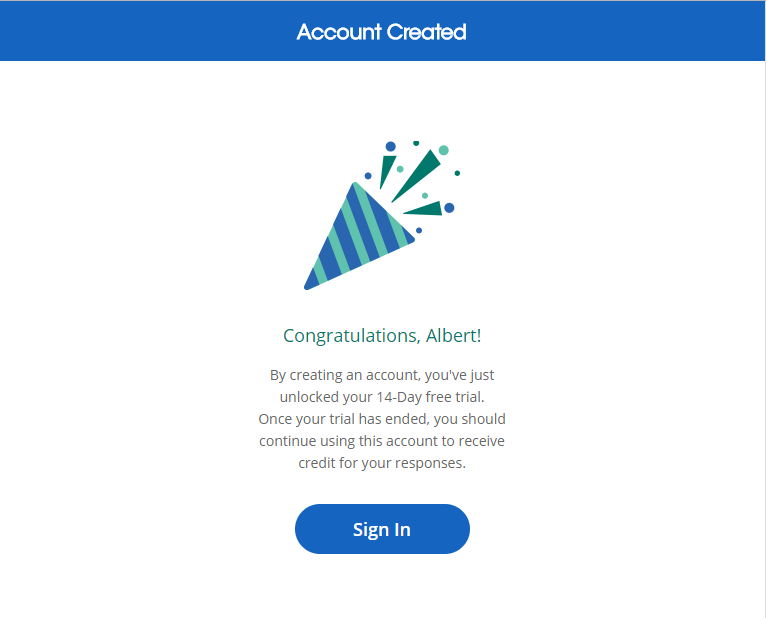 Account Created
Congratulations, Albert!
By creating an account, you've just
unlocked your 14-Day free trial.
Once your trial has ended, you should
continue using this account to receive
credit for your responses.
Sign In